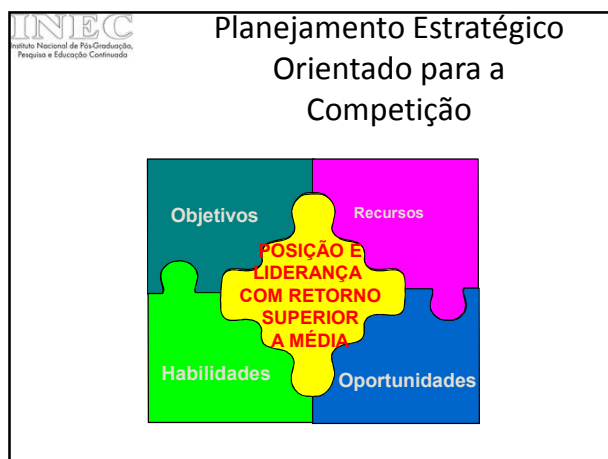 INEC
Instituto Nacional de Pós-Graduação,
Pesquisa e Educação Continuada
Planejamento Estratégico
Orientado para a
Competição
Objetivos
Recursos
POSIÇÃO E
LIDERANÇA
COM RETORNO
SUPERIOR
A MÉDIA
Habilidades
Oportunidades